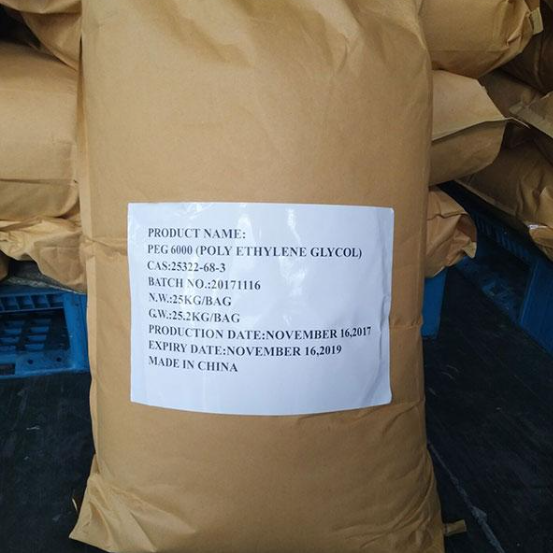 PRODUCT NAME:
PEG 6000 (POLY ETHYLENE GLYCOL)
CAS:25322-68-3
BATCH NO.:20171116
N.W.:25KG/BAG
G.W.:25.2KG/BAG
PRODUCTION DATE:NOVEMBER 16,2017
EXPIRY DATE:NOVEMBER 16,2019
MADE IN CHINA